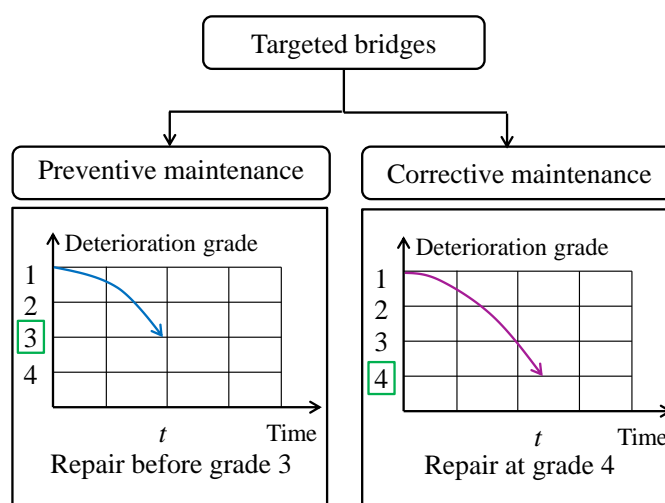 Targeted bridges
Preventive maintenance
Deterioration grade
1
2
3
4
t
Time
Repair before grade 3
Corrective maintenance
Deterioration grade
1
2
3
4
t
Time
Repair at grade 4